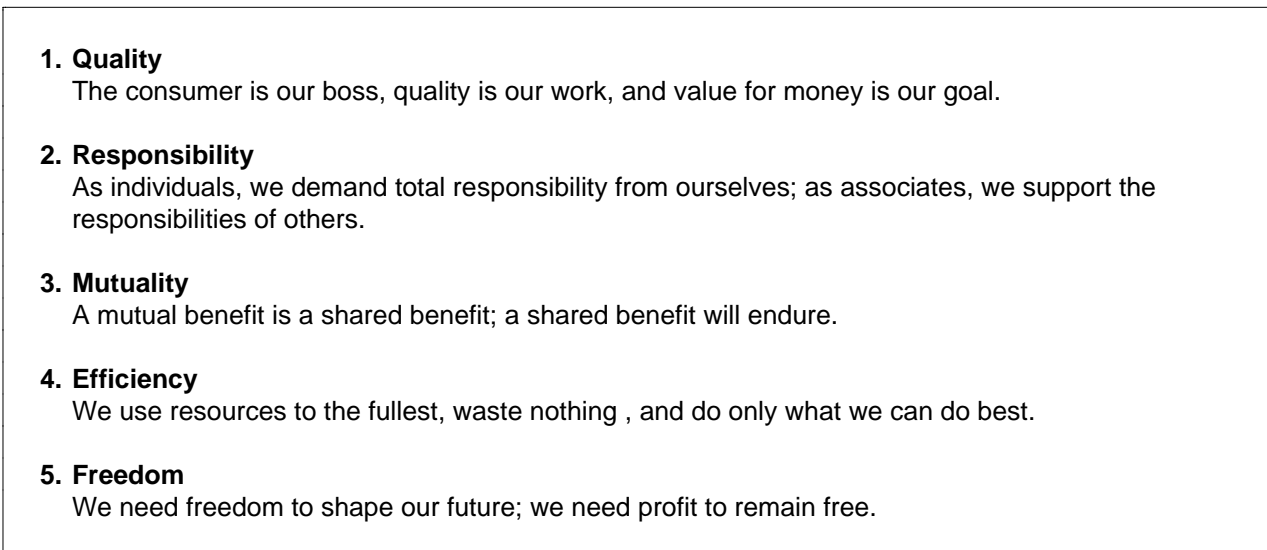 1. Quality
The consumer is our boss, quality is our work, and value for money is our goal.
2. Responsibility
As individuals, we demand total responsibility from ourselves; as associates, we support the
responsibilities of others.
3. Mutuality
A mutual benefit is a shared benefit; a shared benefit will endure.
4. Efficiency
We use resources to the fullest, waste nothing , and do only what we can do best.
5. Freedom
We need freedom to shape our future; we need profit to remain free.